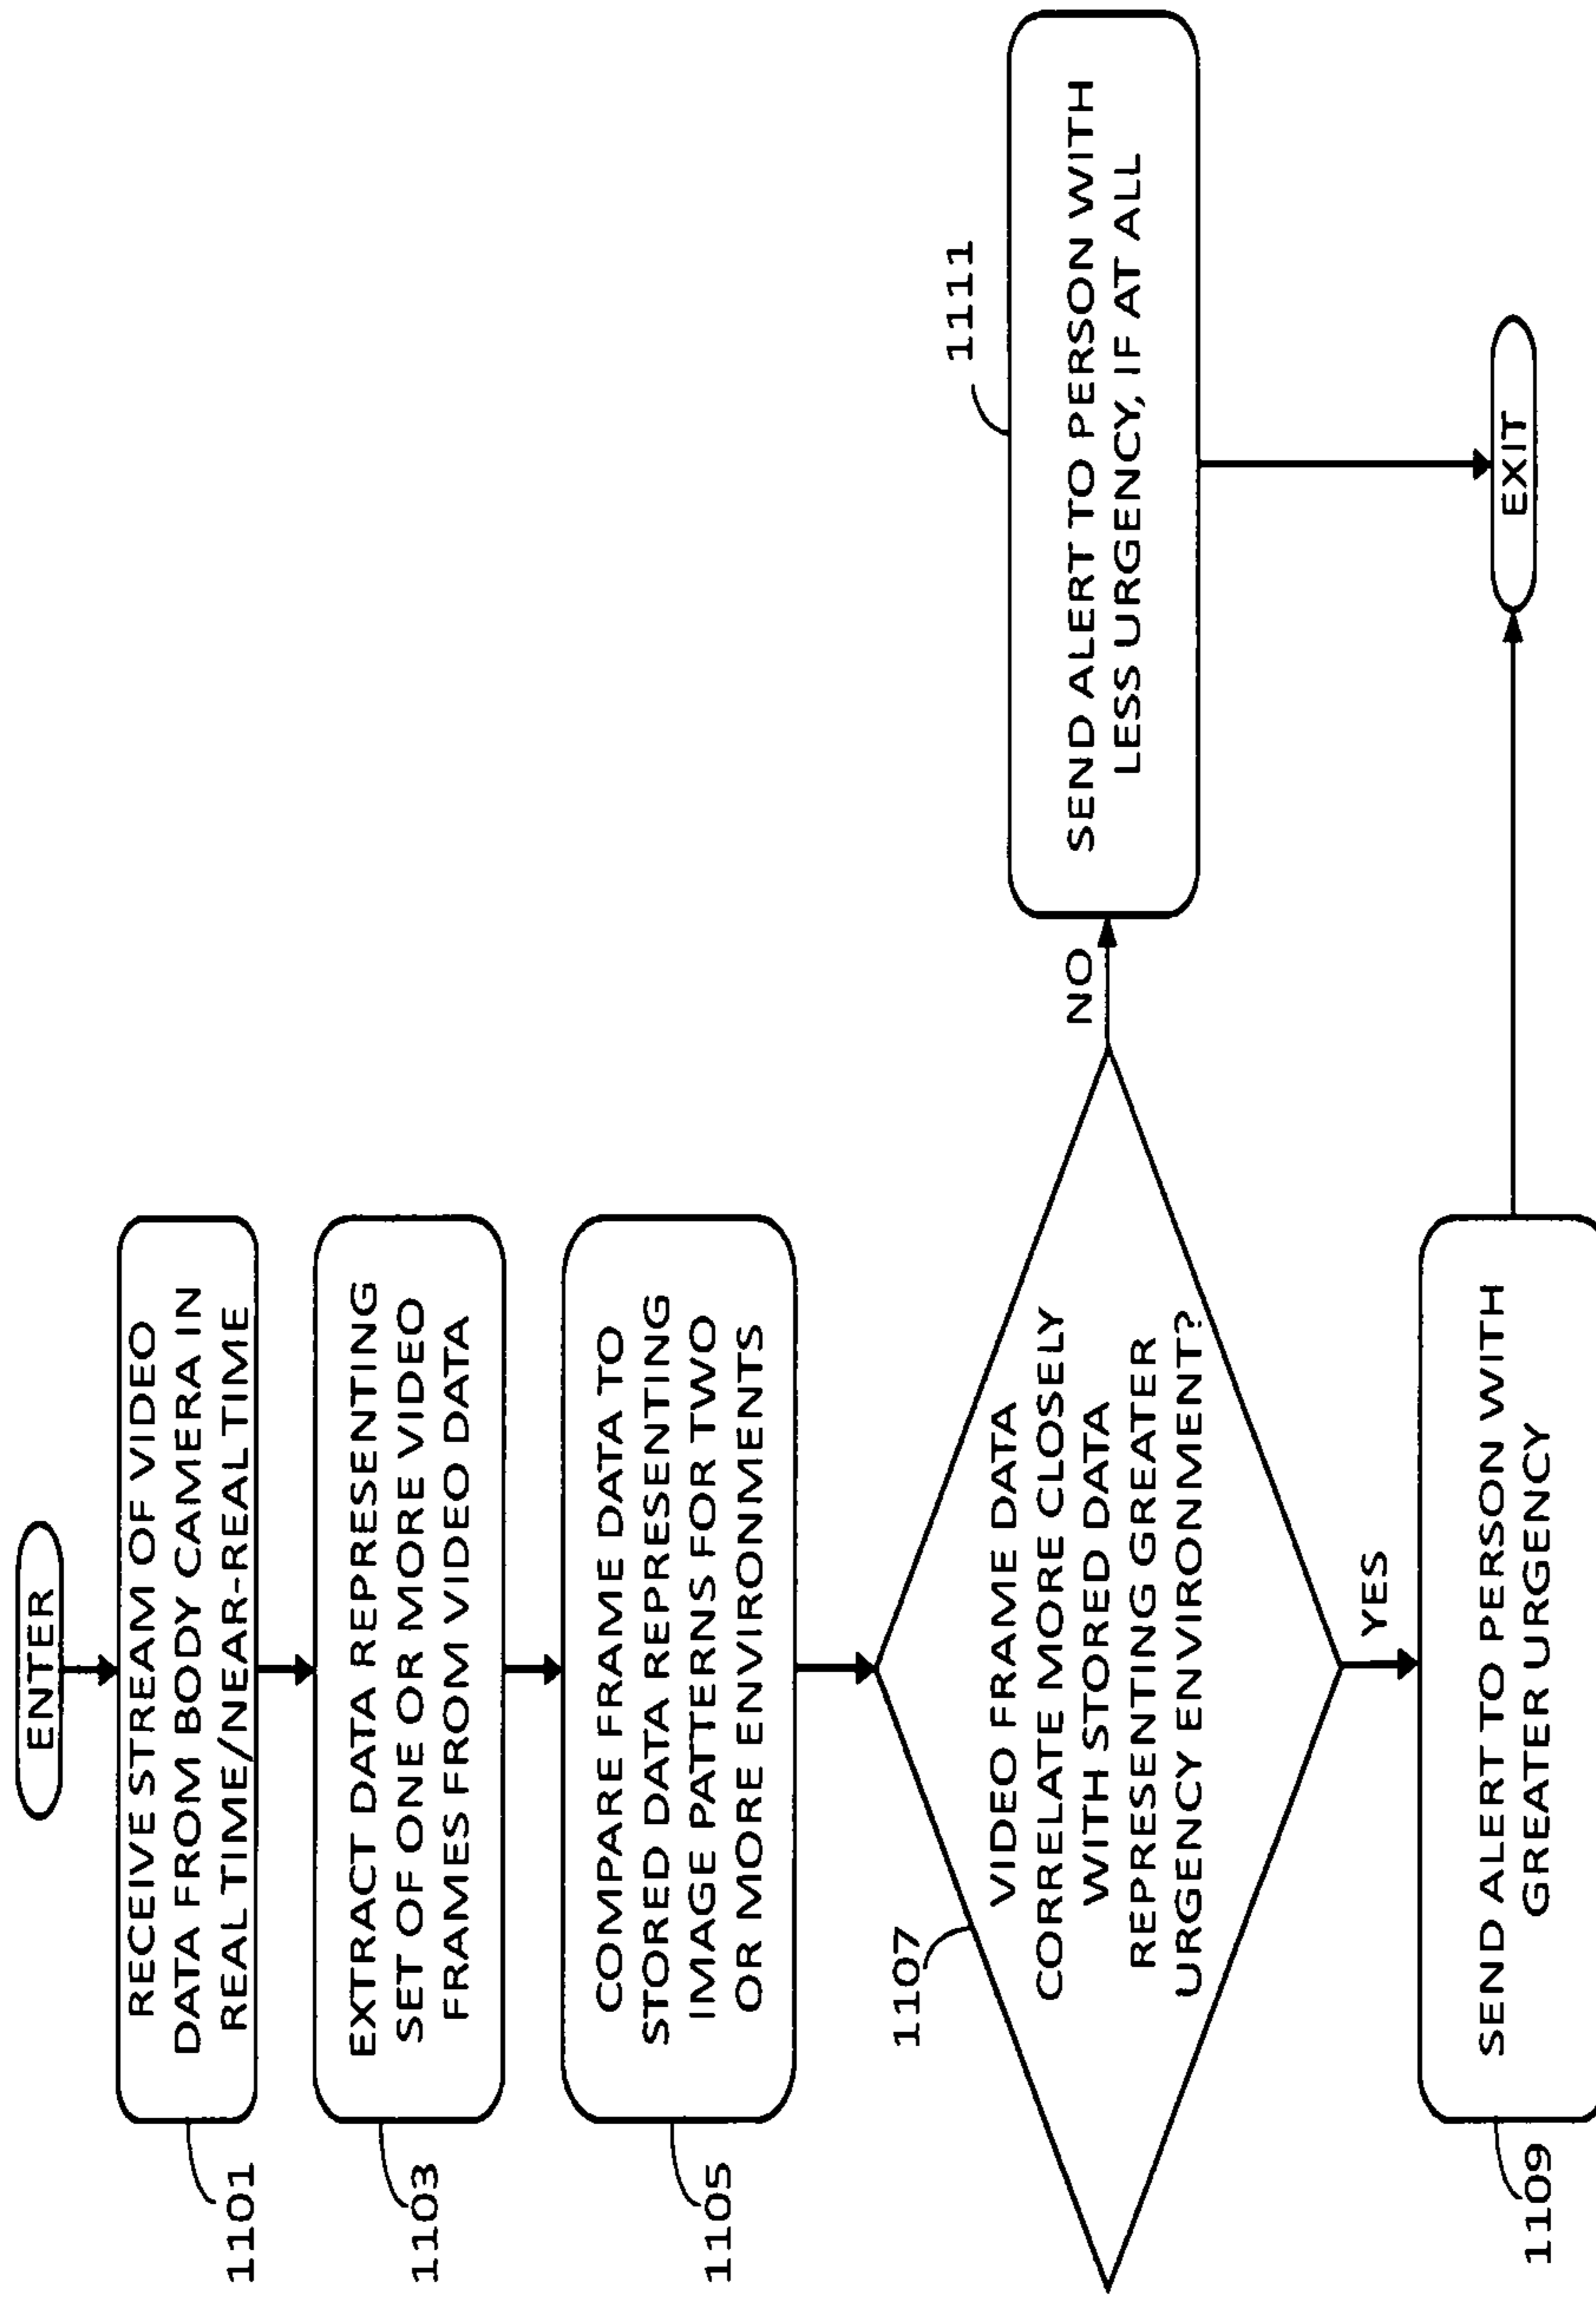 ENTER
RECEIVE STREAM OF VIDEO
DATA FROM BODY CAMERA IN
REAL TIME/NEAR-REAL TIME
1101
EXTRACT DATA REPRESENTING
SET OF ONE OR MORE VIDEO
FRAMES FROM VIDEO DATA
1103
COMPARE FRAME DATA TO
STORED DATA REPRESENTING
IMAGE PATTERNS FOR TWO
OR MORE ENVIRONMENTS
1105
1107
VIDEO FRAME DATA
CORRELATE MORE CLOSELY
WITH STORED DATA
REPRESENTING GREATER
URGENCY ENVIRONMENT?
NO
1111
SEND ALERT TO PERSON WITH
LESS URGENCY, IF AT ALL
YES
SEND ALERT TO PERSON WITH
GREATER URGENCY
1109
EXIT